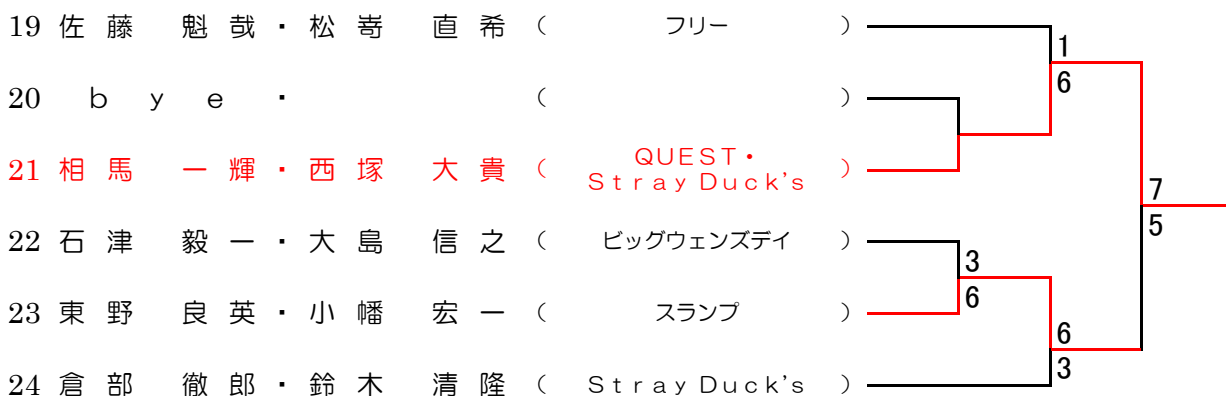 19 佐藤 魁哉・松嵜 直希 ( フリー )
1
6
20 bye・ ( )
21 相馬 一輝・西塚 大貴 ( QUEST・
Stray Duck's )
7
5
22 石津 毅一・大島 信之 ( ビッグウェンズデイ )
3
6
23 東野 良英・小幡 宏一 ( スランプ )
6
3
24 倉部 徹郎・鈴木 清隆 ( Stray Duck's )